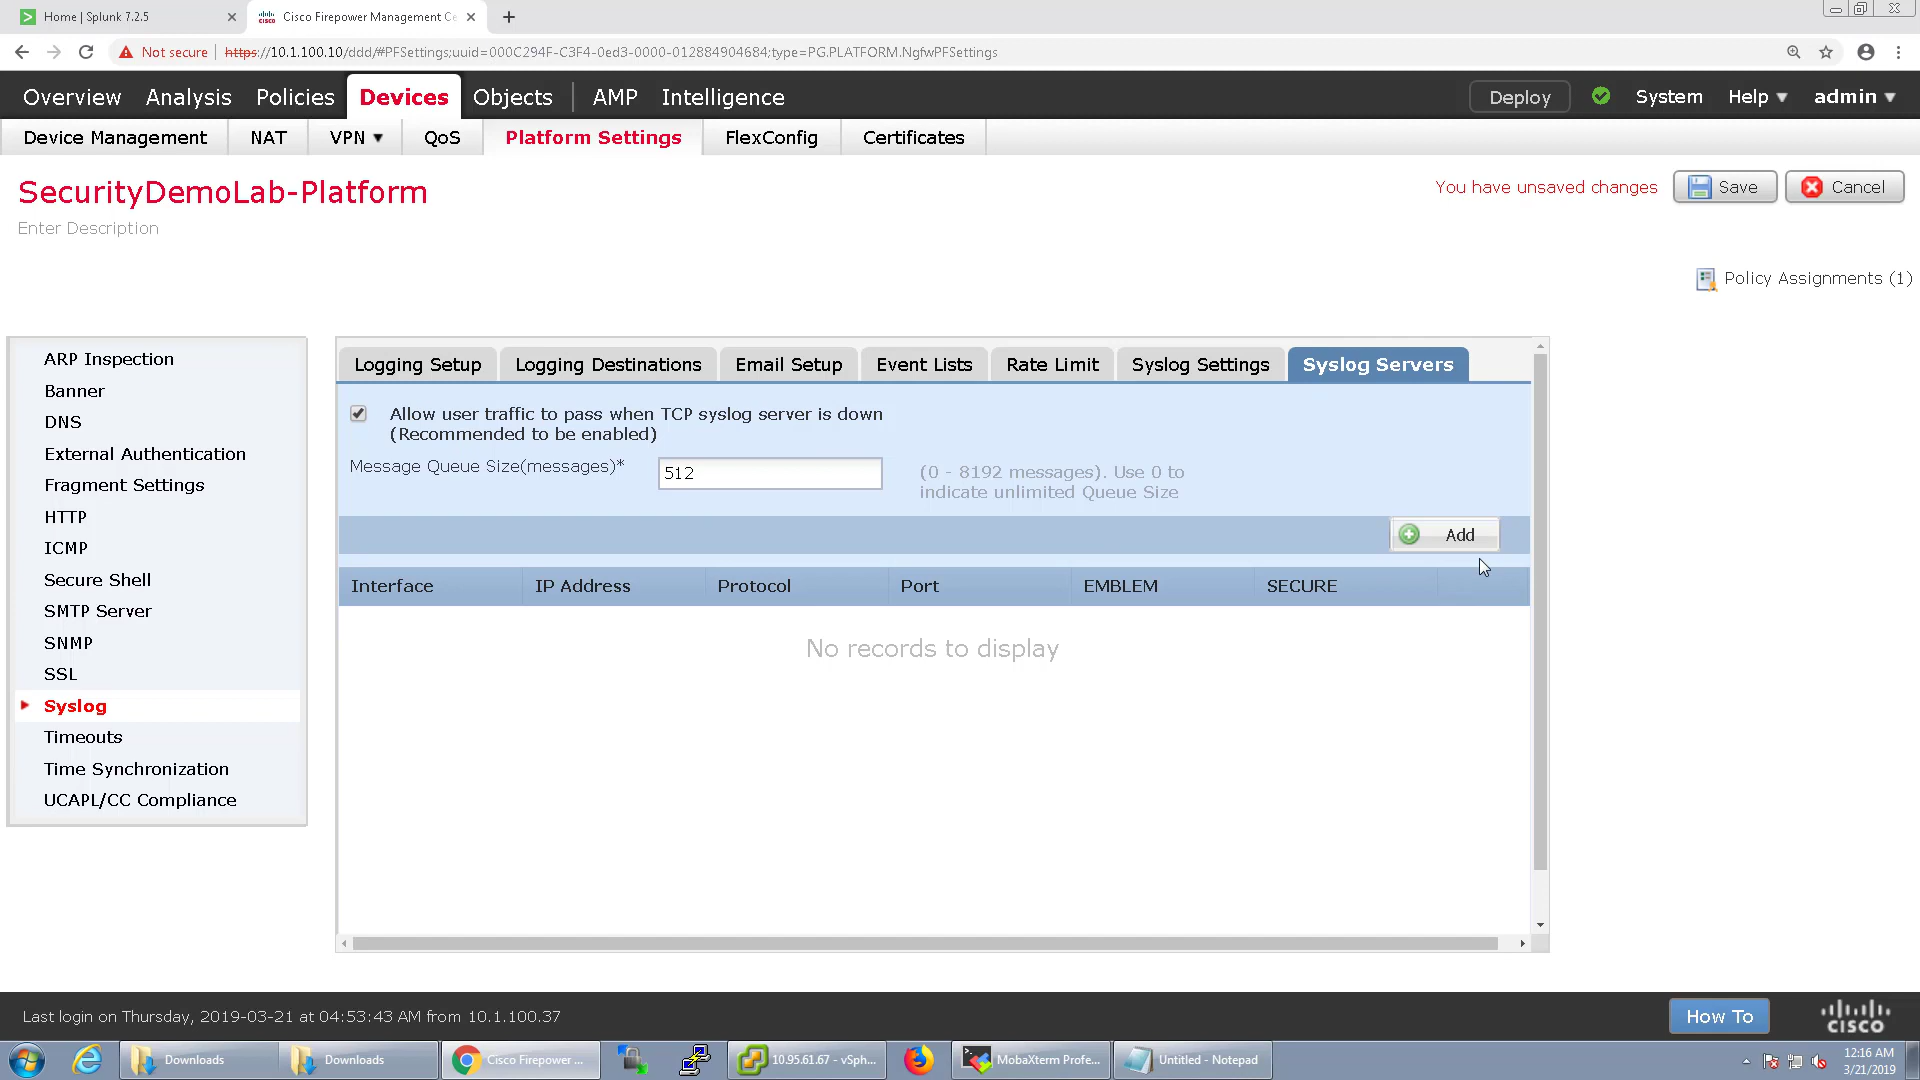 Home | Splunk 7.2.5
Cisco Firepower Management Ce
Not secure | https://10.1.100.10/ddd/#PFSettings;uuid=000C294F-C3F4-0ed3-0000-012884904684;type=PG.PLATFORM.NgfwPFSettings
Overview Analysis Policies Devices Objects AMP Intelligence Deploy System Help admin
Device Management NAT VPN QoS Platform Settings FlexConfig Certificates
SecurityDemoLab-Platform
You have unsaved changes Save Cancel
Enter Description
Policy Assignments (1)
ARP Inspection
Banner
DNS
External Authentication
Fragment Settings
HTTP
ICMP
Secure Shell
SMTP Server
SNMP
SSL
Syslog
Timeouts
Time Synchronization
UCAPL/CC Compliance
Logging Setup Logging Destinations Email Setup Event Lists Rate Limit Syslog Settings Syslog Servers
Allow user traffic to pass when TCP syslog server is down
(Recommended to be enabled)
Message Queue Size(messages)* 512 (0 - 8192 messages). Use 0 to
indicate unlimited Queue Size
Add
Interface IP Address Protocol Port EMBLEM SECURE
No records to display
Last login on Thursday, 2019-03-21 at 04:53:43 AM from 10.1.100.37
How To
cisco
Downloads
Downloads
Cisco Firepower ...
10.95.61.67 - vSph...
MobaXterm Profe...
Untitled - Notepad
12:16 AM
3/21/2019